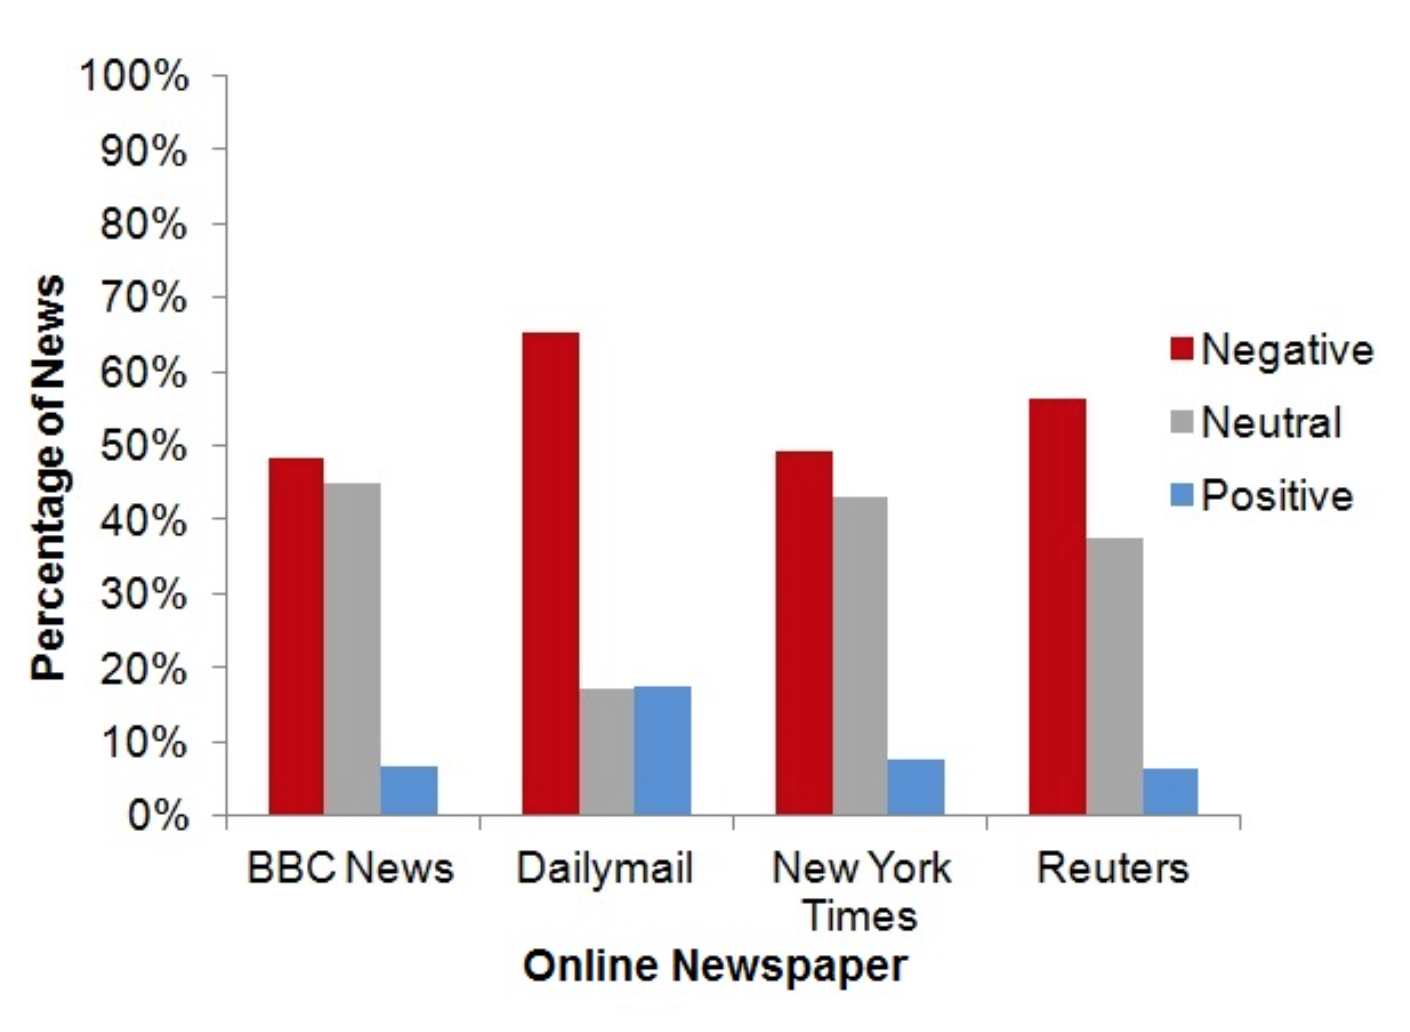 100%
90%
80%
70%
60%
50%
40%
30%
20%
10%
0%
Percentage of News
Negative
Neutral
Positive
BBC News
Dailymail
New York
Times
Reuters
Online Newspaper